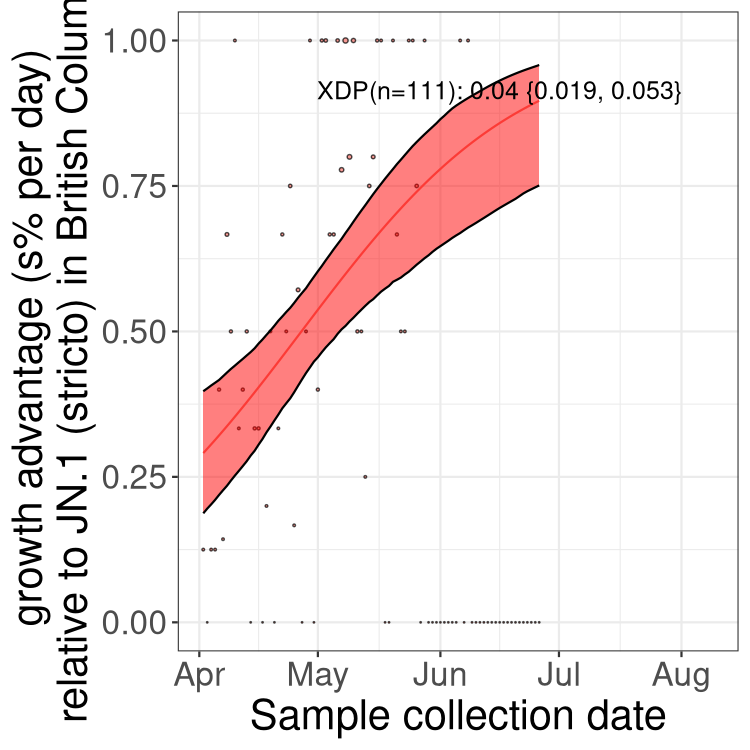 growth advantage (s% per day)
relative to JN.1 (stricto) in British Colum
1.00
0.75
0.50
0.25
0.00
XDP(n=111): 0.04 {0.019, 0.053}
Apr May Jun Jul Aug
Sample collection date